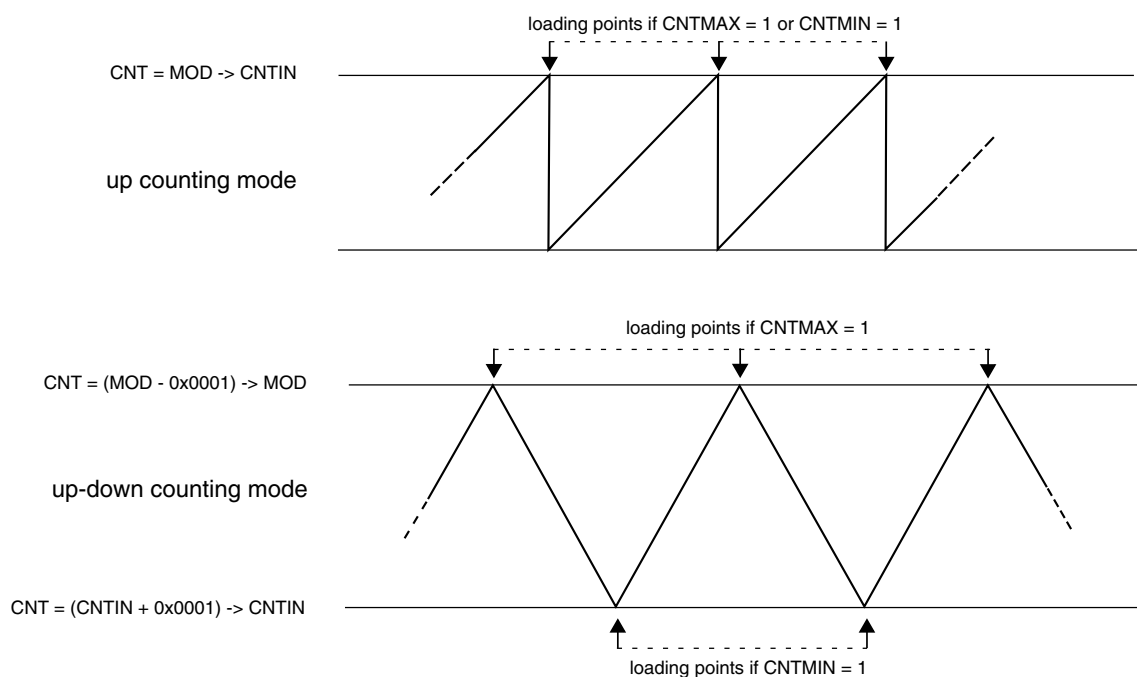 loading points if CNTMAX = 1 or CNTMIN = 1
CNT = MOD -> CNTIN
up counting mode
loading points if CNTMAX = 1
CNT = (MOD - 0x0001) -> MOD
up-down counting mode
CNT = (CNTIN + 0x0001) -> CNTIN
loading points if CNTMIN = 1